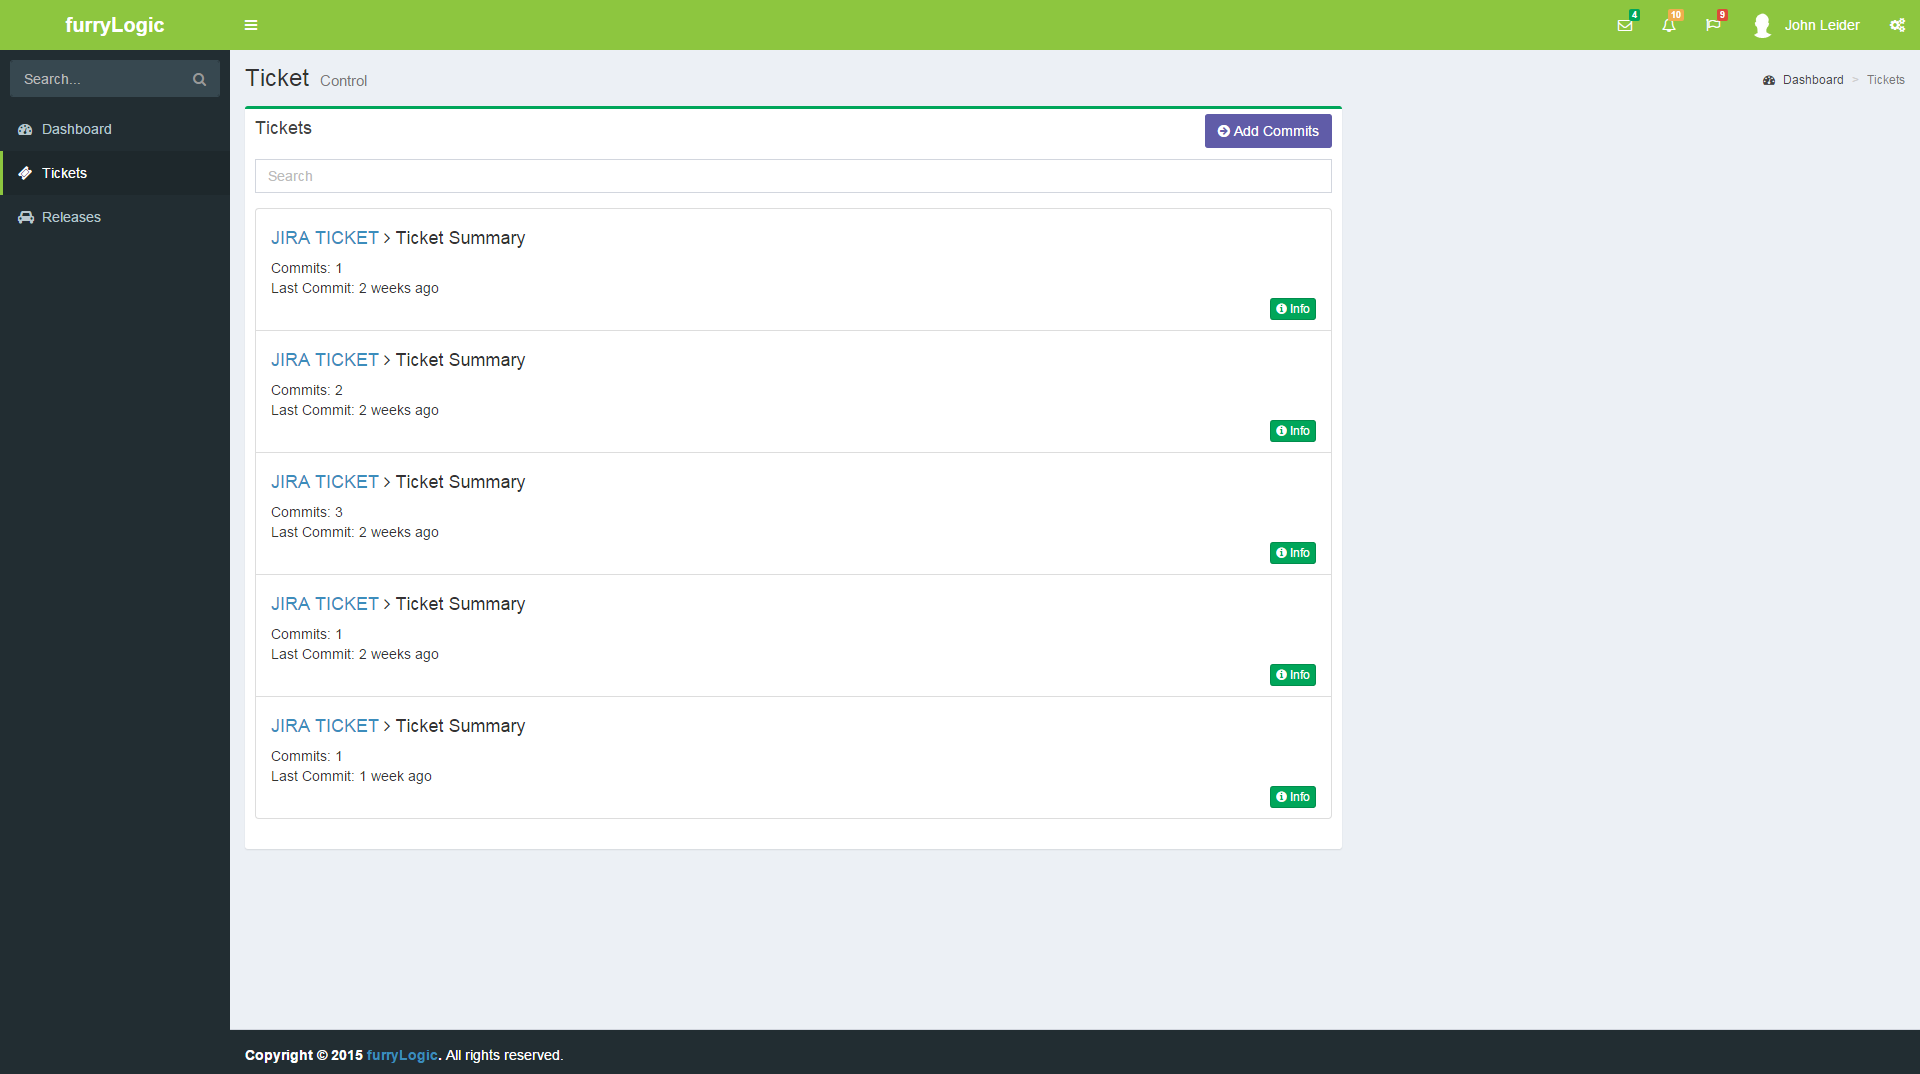 furryLogic
4
10
9
John Leider
Search...
Dashboard
Tickets
Releases
Ticket Control
Dashboard > Tickets
Tickets
Add Commits
Search
JIRA TICKET > Ticket Summary
Commits: 1
Last Commit: 2 weeks ago
Info
JIRA TICKET > Ticket Summary
Commits: 2
Last Commit: 2 weeks ago
Info
JIRA TICKET > Ticket Summary
Commits: 3
Last Commit: 2 weeks ago
Info
JIRA TICKET > Ticket Summary
Commits: 1
Last Commit: 2 weeks ago
Info
JIRA TICKET > Ticket Summary
Commits: 1
Last Commit: 1 week ago
Info
Copyright © 2015 furryLogic. All rights reserved.